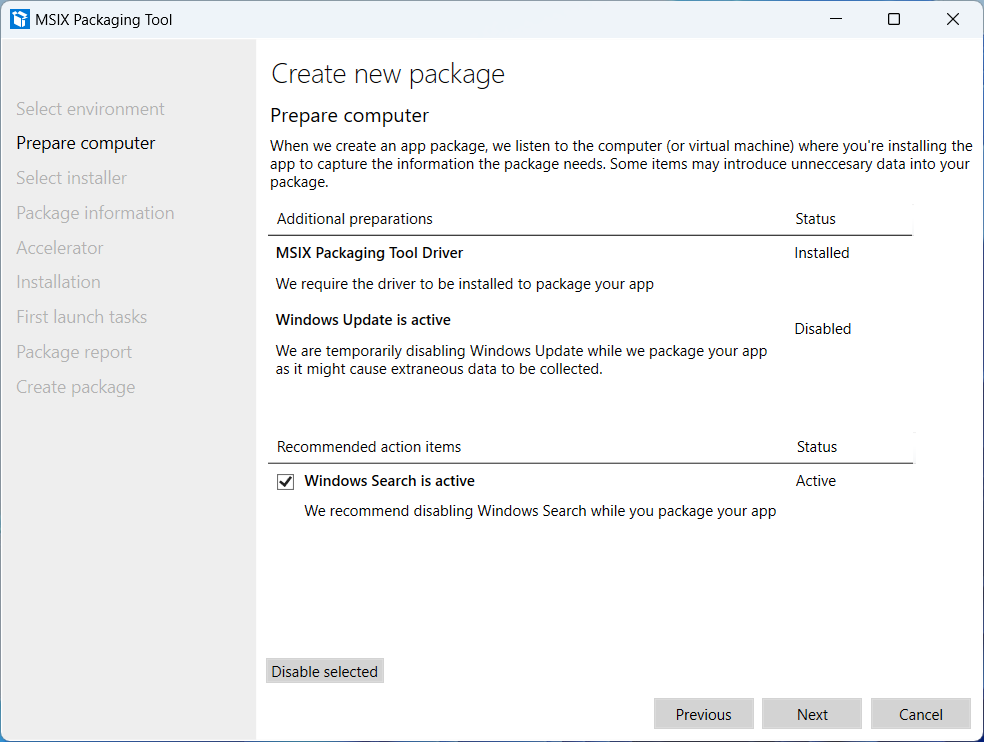 MSIX Packaging Tool
Select environment
Prepare computer
Select installer
Package information
Accelerator
Installation
First launch tasks
Package report
Create package
Create new package
Prepare computer
When we create an app package, we listen to the computer (or virtual machine) where you're installing the
app to capture the information the package needs. Some items may introduce unneccesary data into your
package.
Additional preparations Status
MSIX Packaging Tool Driver Installed
We require the driver to be installed to package your app
Windows Update is active
Disabled
We are temporarily disabling Windows Update while we package your app
as it might cause extraneous data to be collected.
Recommended action items Status
Windows Search is active Active
We recommend disabling Windows Search while you package your app
Disable selected
Previous Next Cancel